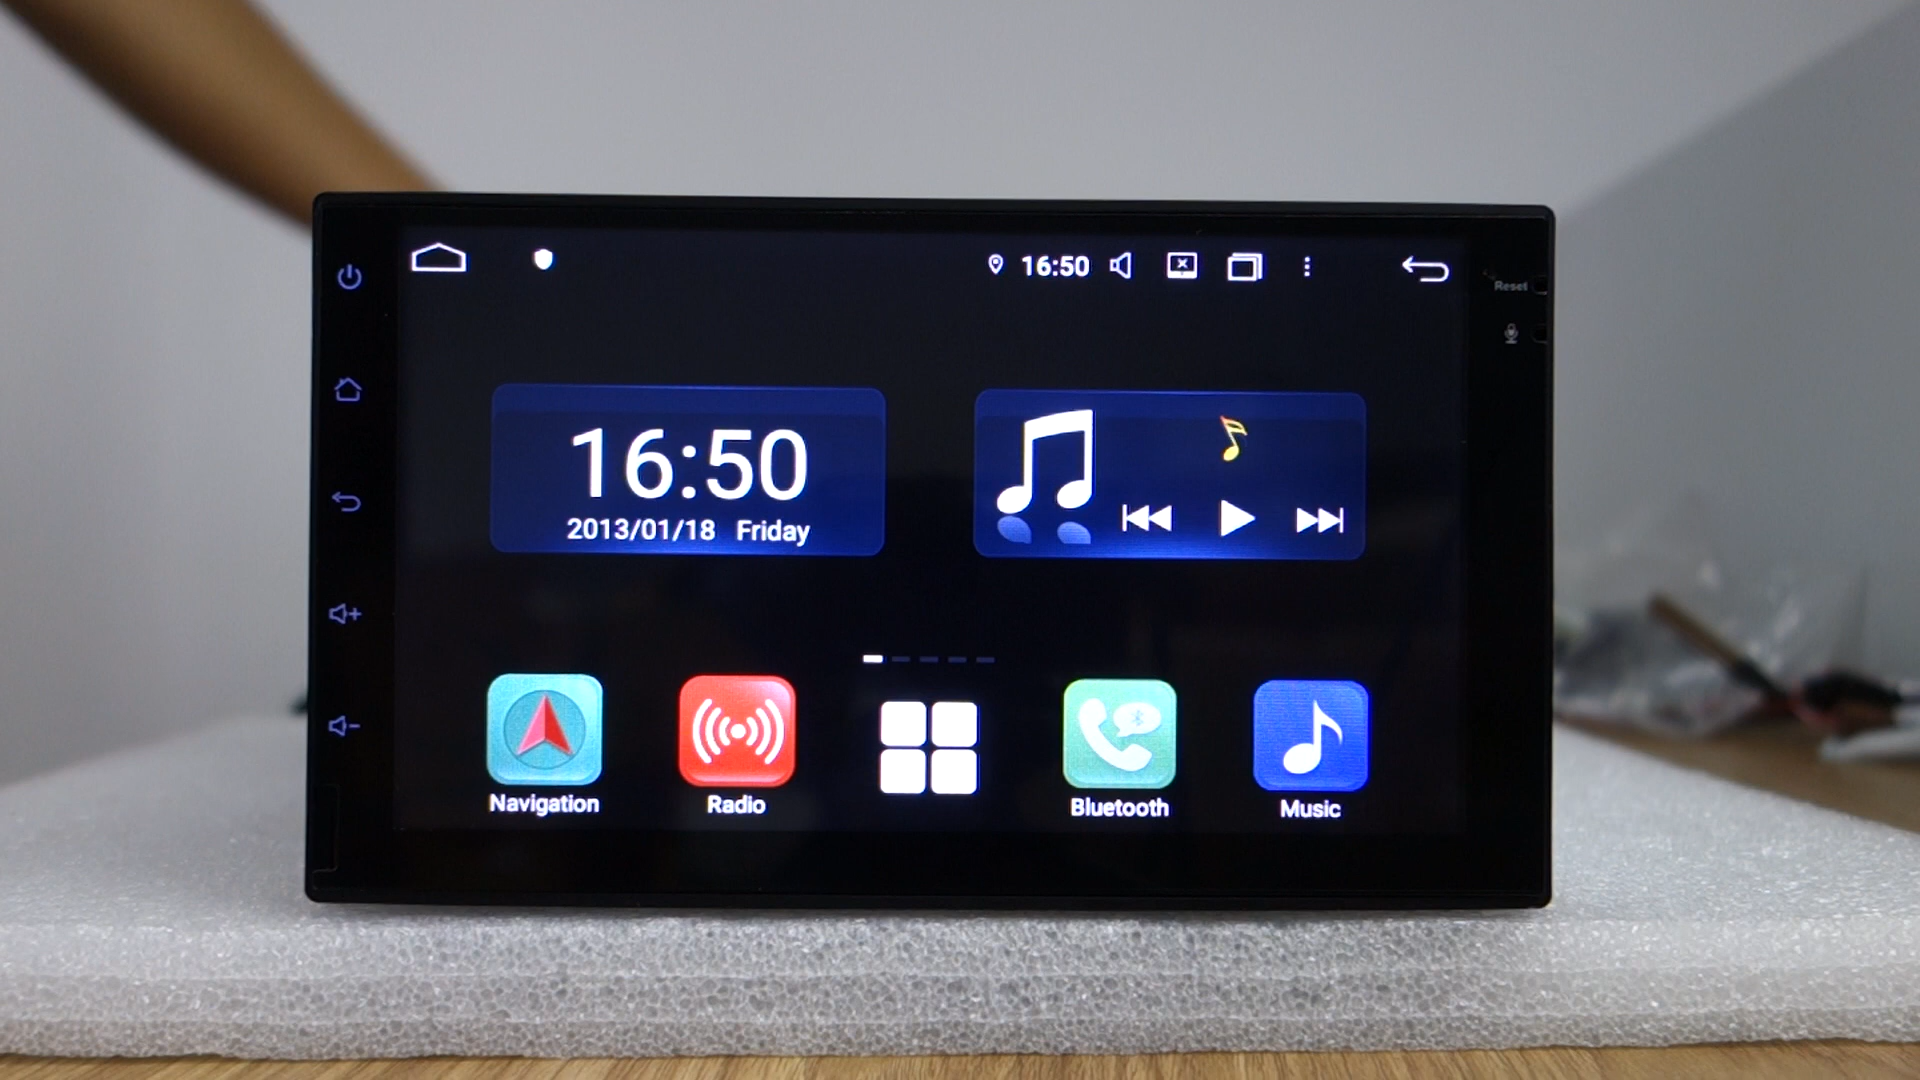 16:50
Reset
16:50
2013/01/18 Friday
Navigation
Radio
Bluetooth
Music